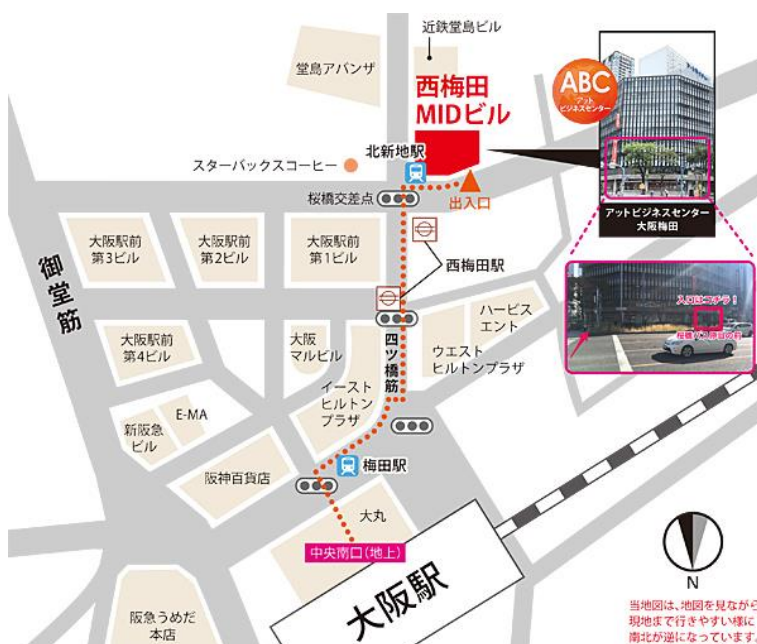 近鉄堂島ビル
堂島アバンザ
西梅田
MIDビル
ABC
アット
ビジネスセンター
北新地駅
スターバックスコーヒー
出入口
桜橋交差点
アットビジネスセンター
大阪梅田
大阪駅前
第3ビル
大阪駅前
第2ビル
大阪駅前
第1ビル
西梅田駅
入口はコチラ!
御堂筋
ハービス
エント
大阪駅前
第4ビル
大阪
マルビル
四ツ橋筋
ウエスト
ヒルトンプラザ
イースト
ヒルトン
プラザ
E-MA
新阪急
ビル
梅田駅
阪神百貨店
大丸
中央南口(地上)
大阪駅
阪急うめだ
本店
N
当地図は、地図を見ながら
現地まで行きやすい様に
南北が逆になっています。